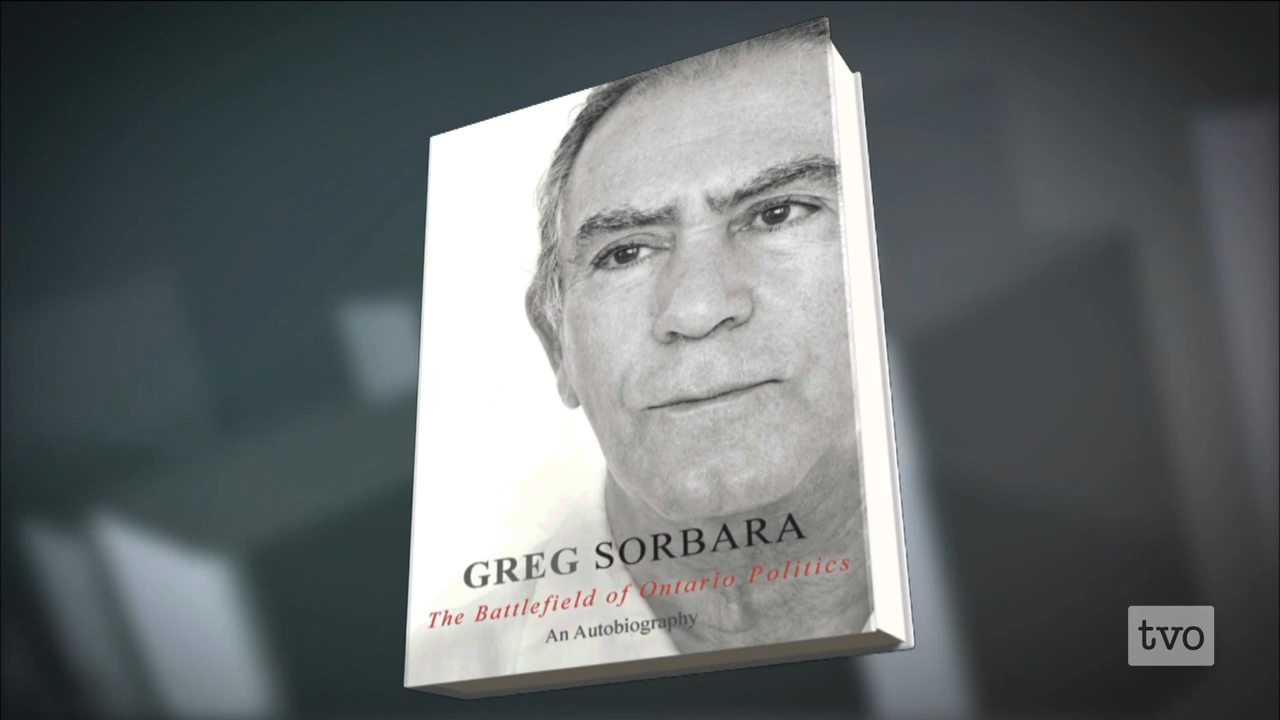 GREG SORBARA
The Battlefield of Ontario Politics
An Autobiography
tvo